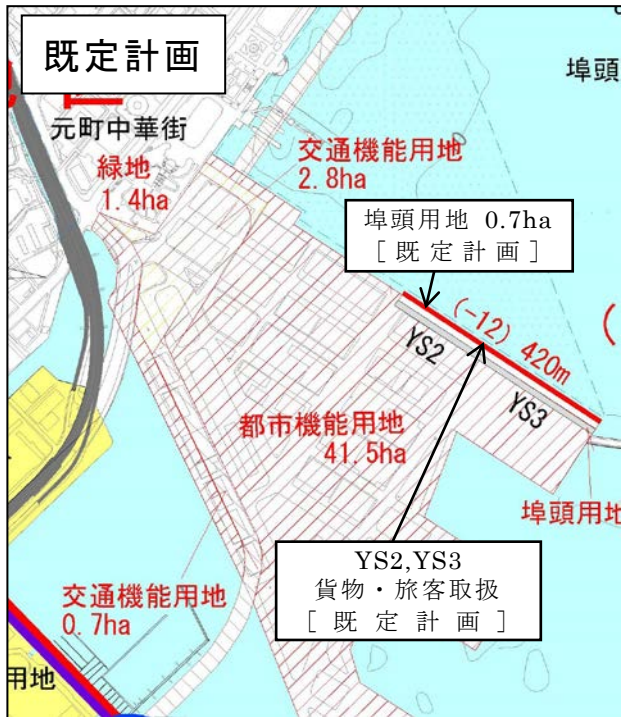 既定計画
埠頭
元町中華街
緑地
1.4ha
交通機能用地
2.8ha
埠頭用地 0.7ha
[既定計画]
(-12) 420m
(
YS2
YS3
都市機能用地
41.5ha
埠頭用地
YS2,YS3
貨物・旅客取扱
[既定計画]
交通機能用地
0.7ha
用地